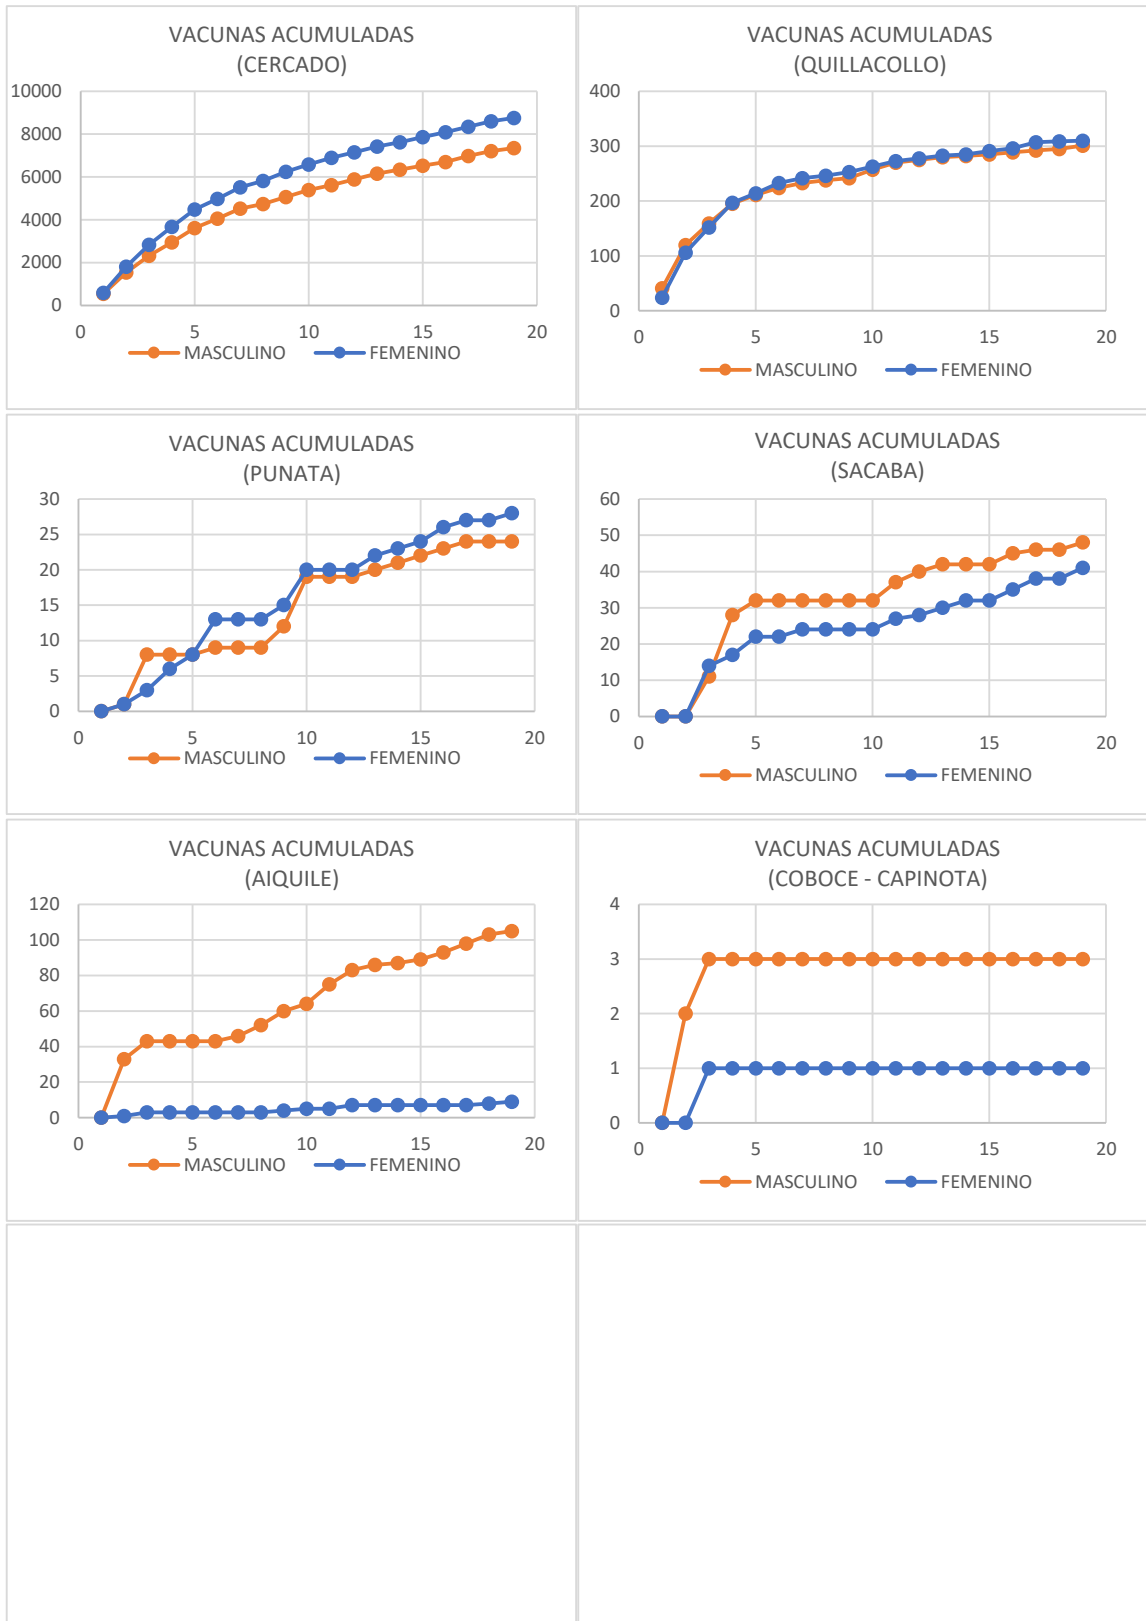 VACUNAS ACUMULADAS
(CERCADO)
10000
8000
6000
4000
2000
0
0 5 10 15 20
MASCULINO FEMENINO
VACUNAS ACUMULADAS
(QUILLACOLLO)
400
300
200
100
0
0 5 10 15 20
MASCULINO FEMENINO
VACUNAS ACUMULADAS
(PUNATA)
30
25
20
15
10
5
0
0 5 10 15 20
MASCULINO FEMENINO
VACUNAS ACUMULADAS
(SACABA)
60
50
40
30
20
10
0
0 5 10 15 20
MASCULINO FEMENINO
VACUNAS ACUMULADAS
(AIQUILE)
120
100
80
60
40
20
0
0 5 10 15 20
MASCULINO FEMENINO
VACUNAS ACUMULADAS
(COBOCE - CAPINOTA)
4
3
2
1
0
0 5 10 15 20
MASCULINO FEMENINO